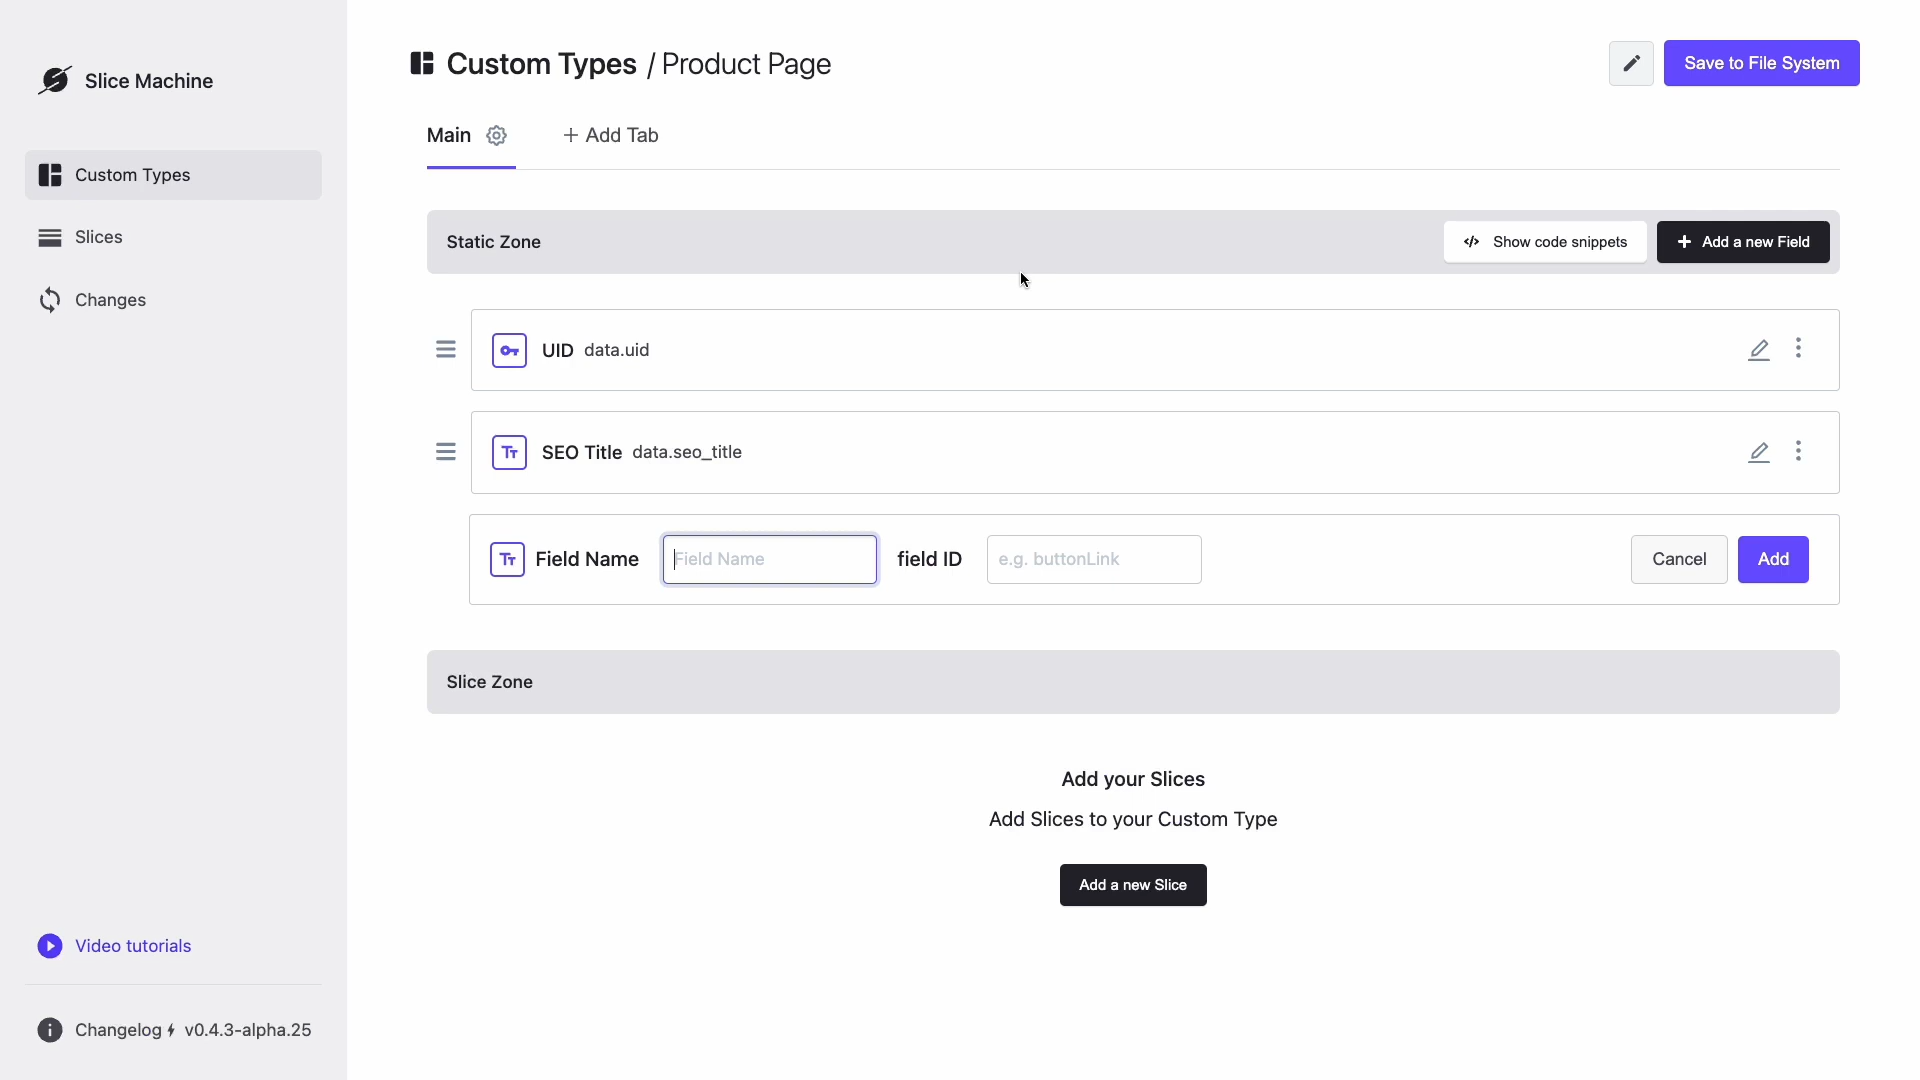 Slice Machine
Custom Types
Slices
Changes
Video tutorials
Changelog v0.4.3-alpha.25
Custom Types / Product Page
Save to File System
Main
+ Add Tab
Static Zone
</> Show code snippets
+ Add a new Field
UID data.uid
Tт SEO Title data.seo_title
Tт Field Name Field Name field ID e.g. buttonLink Cancel Add
Slice Zone
Add your Slices
Add Slices to your Custom Type
Add a new Slice